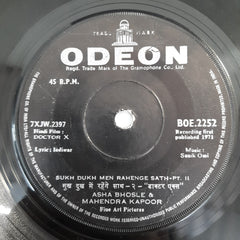 TRADE MARK
ODEON
Regd. Trade Mark of The Gramophone Co. Ltd.
45 R.P.M.
7XJW.2397
BOE.2252
Hindi Film:
DOCTOR X
Recording first
published 1971
Lyric: Indivar
Music:
Sonik Omi
SUKH DUKH MEN RAHENGE SATH-PT. II
सुख दुख में रहेंगे साथ-२-"डाक्टर एक्स"
ASHA BHOSLE &
MAHENDRA KAPOOR
Fine Art Pictures